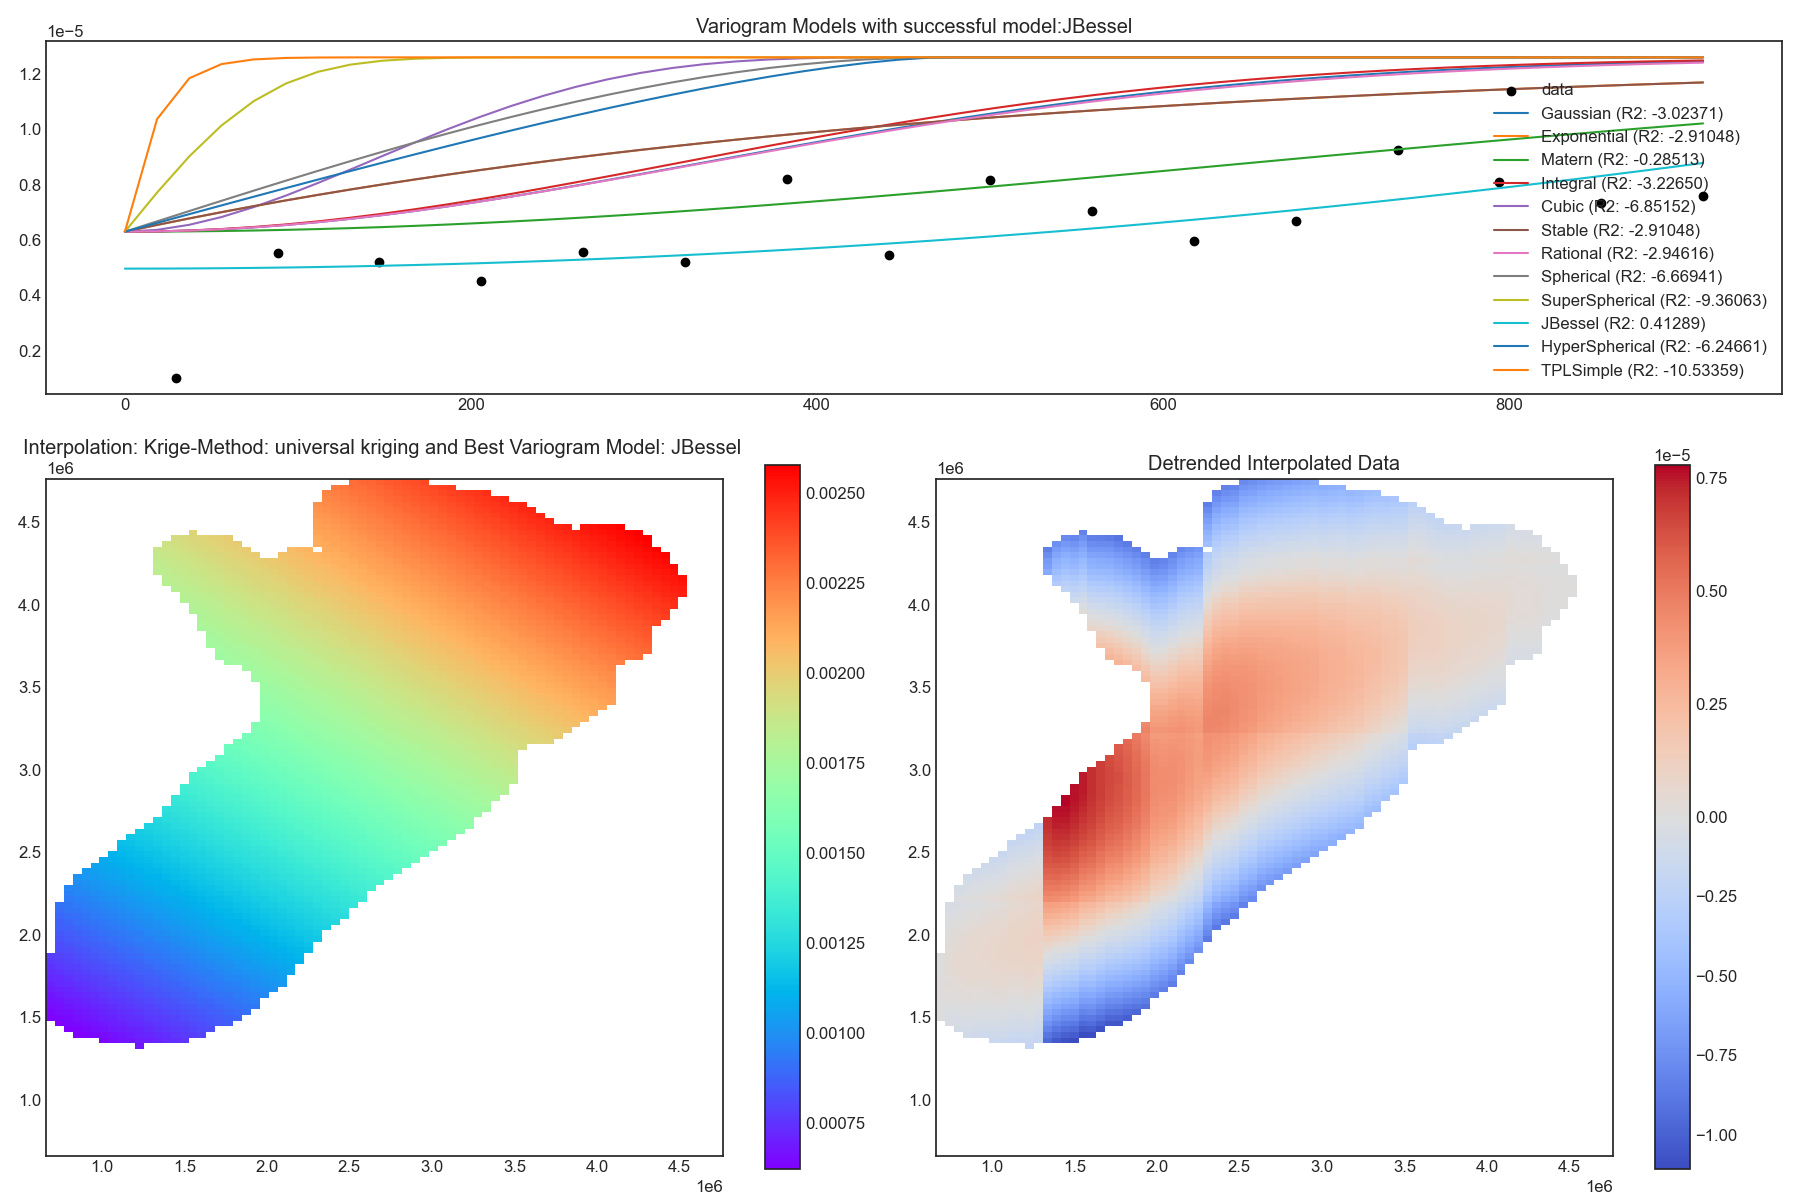 Variogram Models with successful model:JBessel
1e−5
1.2
1.0
0.8
0.6
0.4
0.2
0
200
400
600
800
data
Gaussian (R2: -3.02371)
Exponential (R2: -2.91048)
Matern (R2: -0.28513)
Integral (R2: -3.22650)
Cubic (R2: -6.85152)
Stable (R2: -2.91048)
Rational (R2: -2.94616)
Spherical (R2: -6.66941)
SuperSpherical (R2: -9.36063)
JBessel (R2: 0.41289)
HyperSpherical (R2: -6.24661)
TPLSimple (R2: -10.53359)
Interpolation: Krige-Method: universal kriging and Best Variogram Model: JBessel
1e6
4.5
4.0
3.5
3.0
2.5
2.0
1.5
1.0
1.0
1.5
2.0
2.5
3.0
3.5
4.0
4.5
1e6
0.00250
0.00225
0.00200
0.00175
0.00150
0.00125
0.00100
0.00075
Detrended Interpolated Data
1e6
4.5
4.0
3.5
3.0
2.5
2.0
1.5
1.0
1.0
1.5
2.0
2.5
3.0
3.5
4.0
4.5
1e6
1e−5
0.75
0.50
0.25
0.00
−0.25
−0.50
−0.75
−1.00